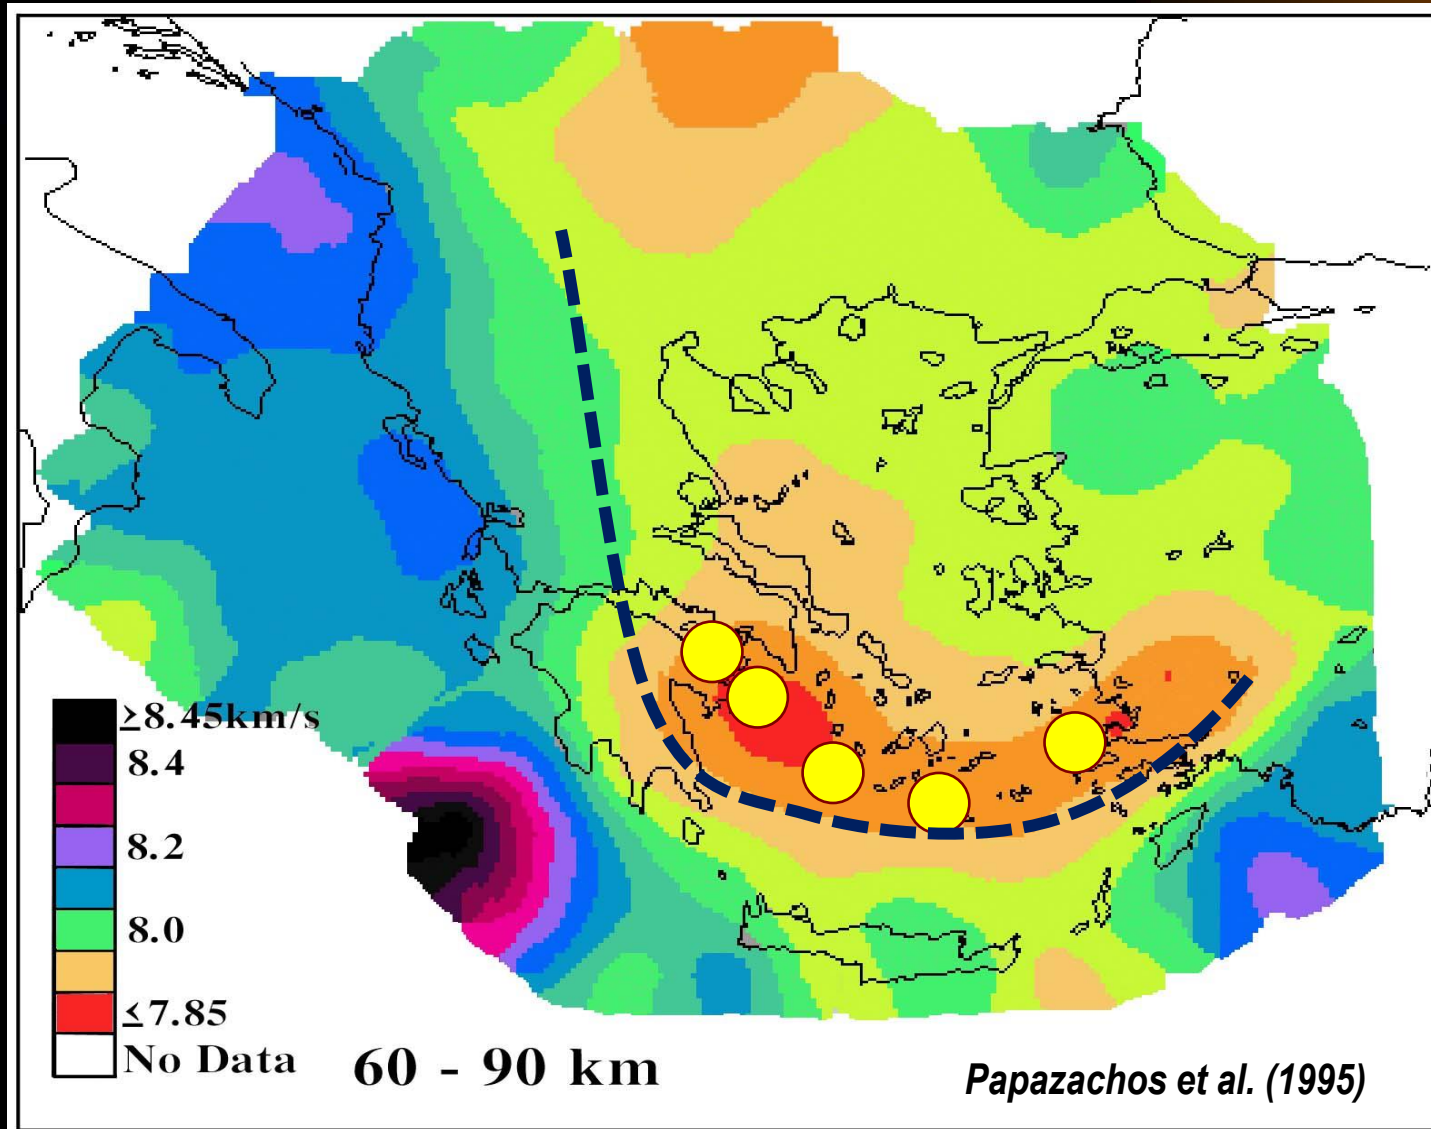 ≥8.45km/s
8.4
8.2
8.0
≤7.85
No Data
60 - 90 km
Papazachos et al. (1995)